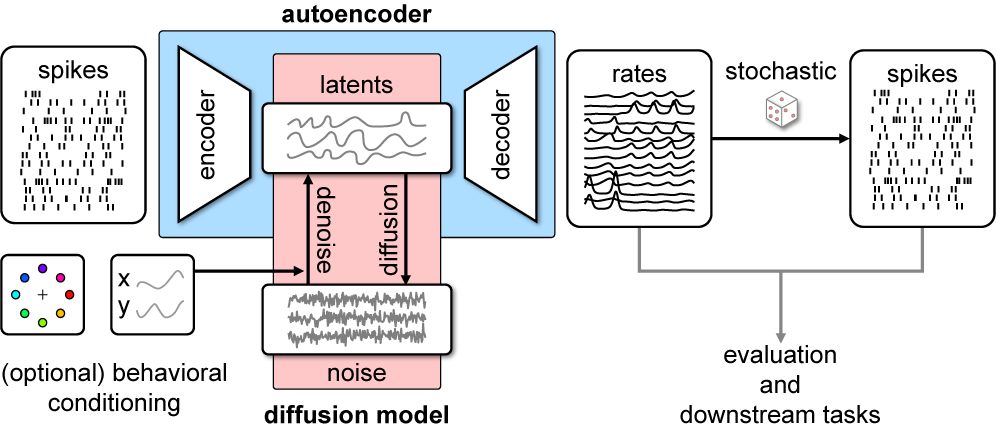 autoencoder
spikes
encoder
latents
decoder
rates
stochastic
spikes
denoise
diffusion
x
y
(optional) behavioral
conditioning
noise
diffusion model
evaluation
and
downstream tasks